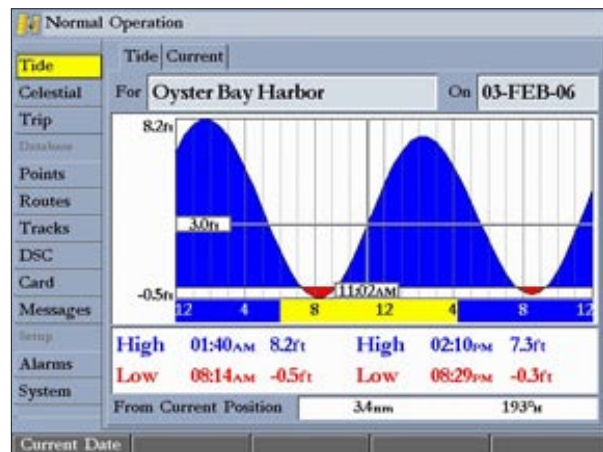 Normal Operation
Tide
Celestial
Trip
Database
Points
Routes
Tracks
DSC
Card
Messages
Setup
Alarms
System
Tide Current
For Oyster Bay Harbor On 03-FEB-06
8.2ft
3.0ft
-0.5ft
11:02AM
12 4 8 12 4 8 12
High 01:40AM 8.2ft High 02:10PM 7.3ft
Low 08:14AM -0.5ft Low 08:29PM -0.3ft
From Current Position 3.4nm 193°M
Current Date